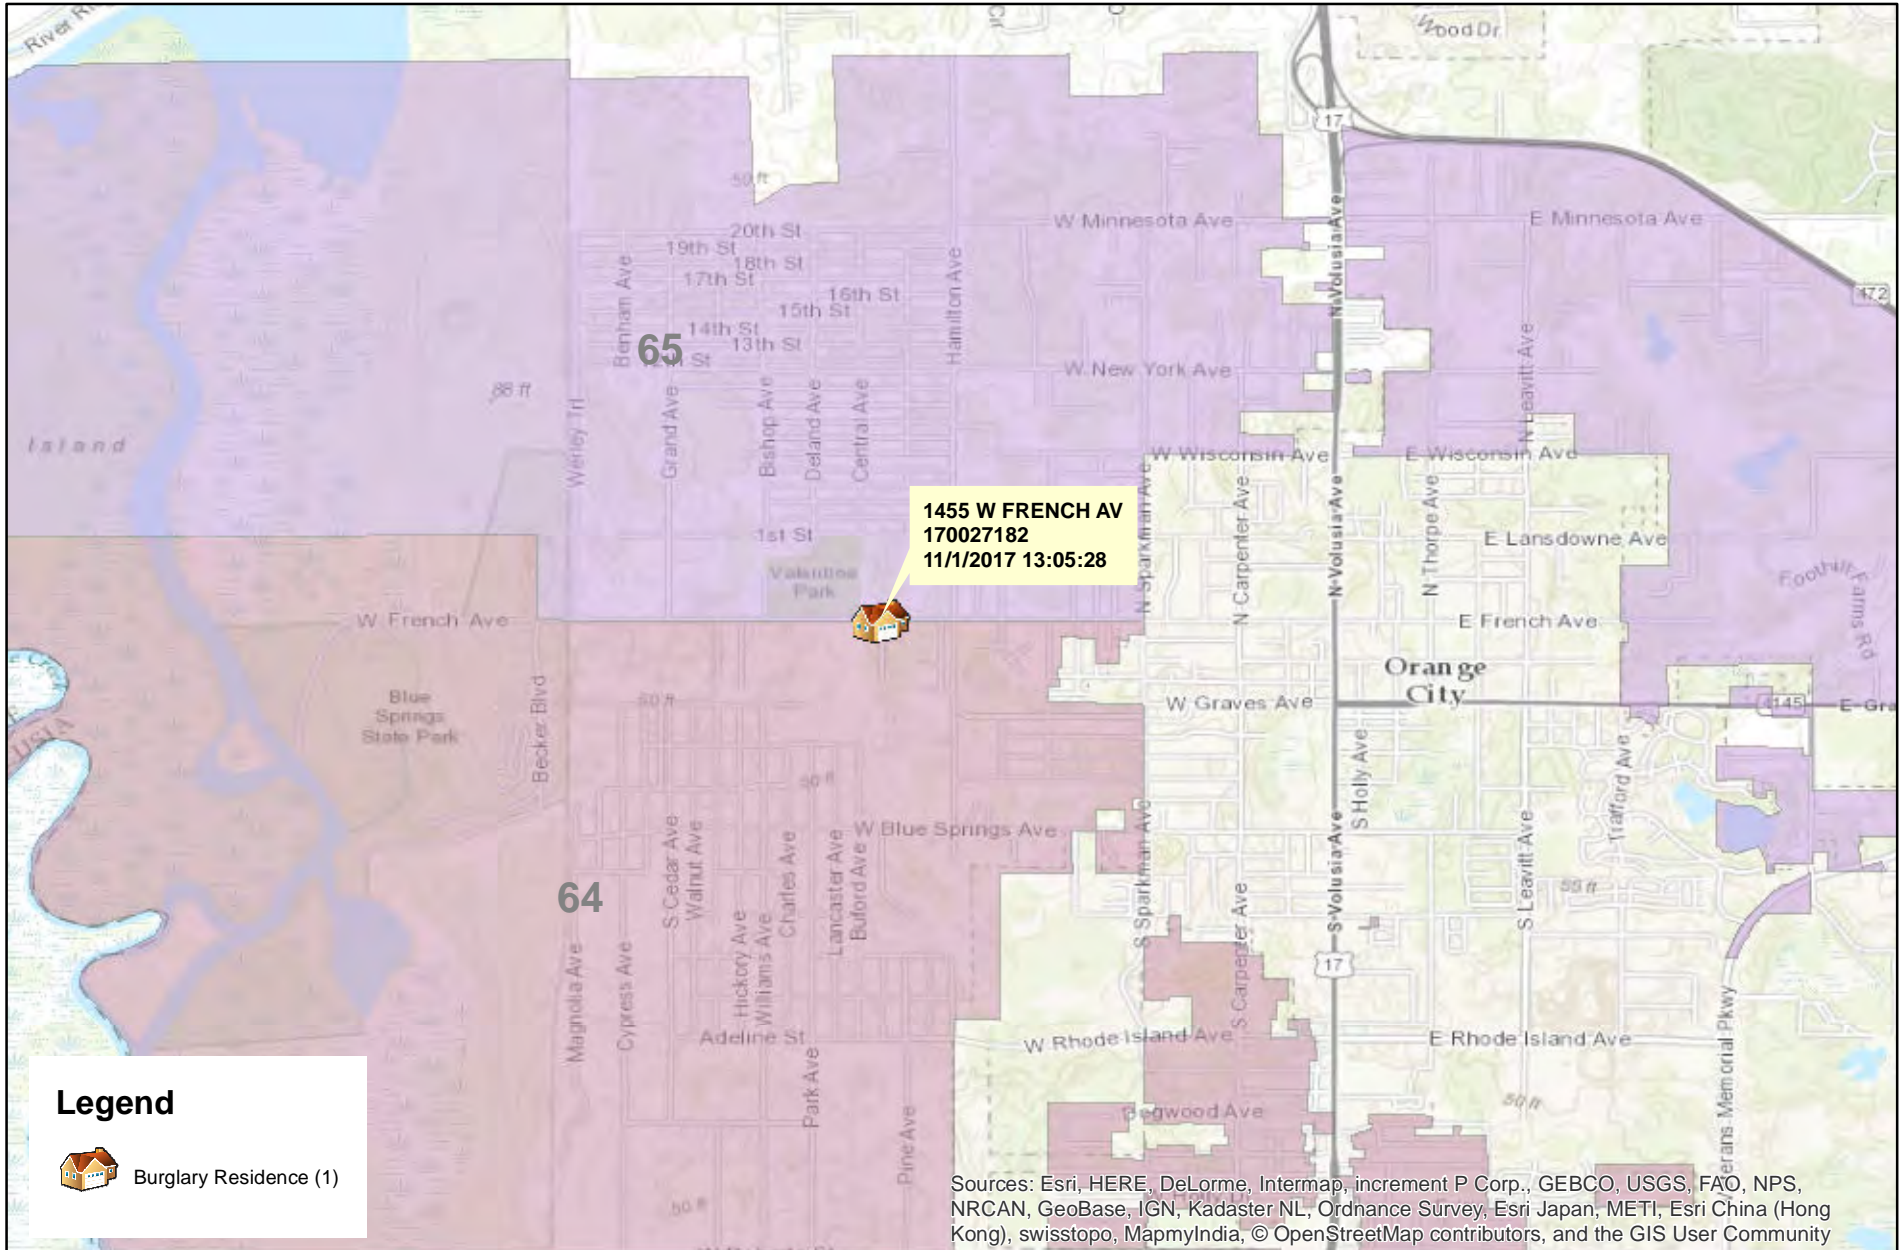 River Ri
Wood Dr
17
50 ft
W Minnesota Ave
E Minnesota Ave
N Volusia Ave
20th St
19th St
18th St
17th St
16th St
15th St
14th St
13th St
12th St
Benham Ave
Hamilton Ave
65
472
W New York Ave
N Leavitt Ave
88 ft
Island
Werley Trl
Grand Ave
Bishop Ave
Deland Ave
Central Ave
W Wisconsin Ave
E Wisconsin Ave
1455 W FRENCH AV
170027182
11/1/2017 13:05:28
N Sparkman Ave
N Carpenter Ave
N Volusia Ave
N Thorpe Ave
1st St
E Lansdowne Ave
Valentine
Park
Foothill Farms Rd
W French Ave
E French Ave
Orange
City
Blue
Springs
State Park
Becker Blvd
50 ft
W Graves Ave
4145
E Gra
USIA
S Holly Ave
Trafford Ave
50 ft
W Blue Springs Ave
S Cedar Ave
Walnut Ave
Charles Ave
Lancaster Ave
Buford Ave
S Sparkman Ave
S Volusia Ave
S Leavitt Ave
64
55 ft
Hickory Ave
Williams Ave
S Carpenter Ave
Magnolia Ave
Cypress Ave
17
Adeline St
W Rhode Island Ave
E Rhode Island Ave
Veterans Memorial Pkwy
Park Ave
Pine Ave
Dogwood Ave
50 ft
50 ft
Legend
Burglary Residence (1)
Sources: Esri, HERE, DeLorme, Intermap, increment P Corp., GEBCO, USGS, FAO, NPS,
NRCAN, GeoBase, IGN, Kadaster NL, Ordnance Survey, Esri Japan, METI, Esri China (Hong
Kong), swisstopo, MapmyIndia, © OpenStreetMap contributors, and the GIS User Community